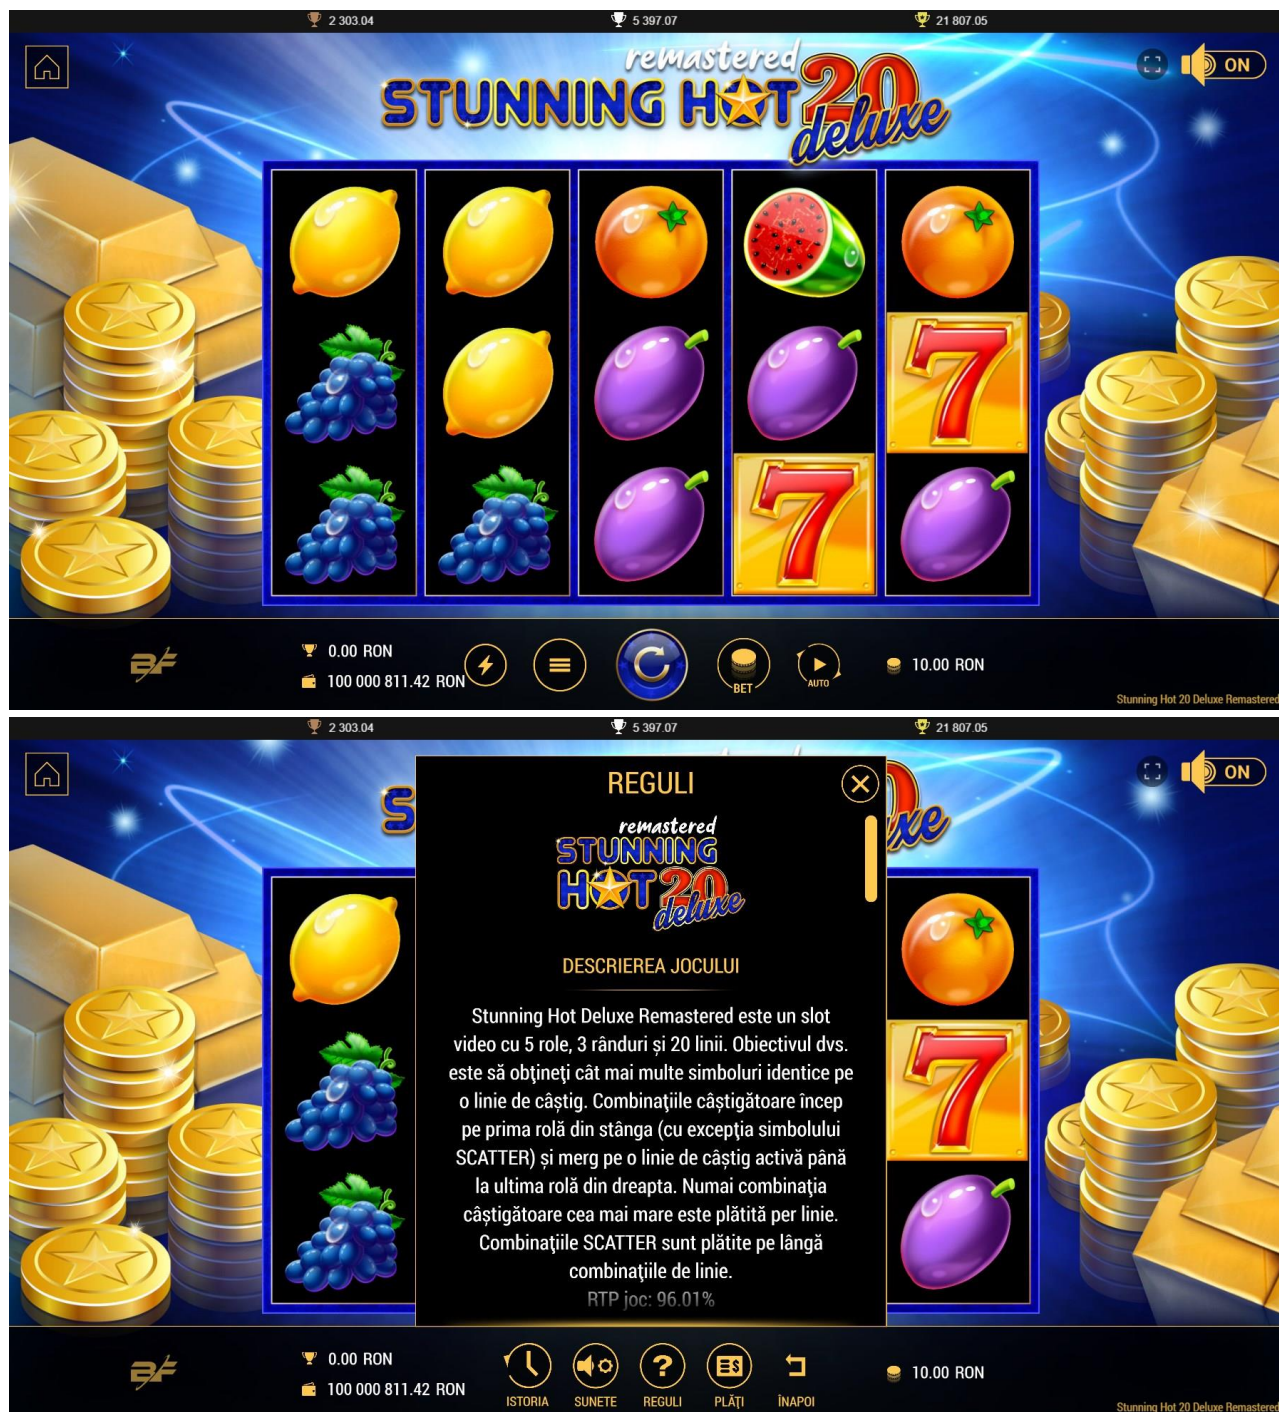 2 303.04
5 397.07
21 807.05
remastered
STUNNING HOT 20
deluxe
ON
7
7
BF
0.00 RON
100 000 811.42 RON
BET
AUTO
10.00 RON
Stunning Hot 20 Deluxe Remastered
2 303.04
5 397.07
21 807.05
ON
REGULI
remastered
STUNNING
HOT 20
deluxe
DESCRIEREA JOCULUI
Stunning Hot Deluxe Remastered este un slot
video cu 5 role, 3 rânduri și 20 linii. Obiectivul dvs.
este să obțineți cât mai multe simboluri identice pe
o linie de câștig. Combinațiile câștigătoare încep
pe prima rolă din stânga (cu excepția simbolului
SCATTER) și merg pe o linie de câștig activă până
la ultima rolă din dreapta. Numai combinația
câștigătoare cea mai mare este plătită per linie.
Combinațiile SCATTER sunt plătite pe lângă
combinațiile de linie.
RTP joc: 96.01%
7
BF
0.00 RON
100 000 811.42 RON
ISTORIA
SUNETE
REGULI
PLĂȚI
ÎNAPOI
10.00 RON
Stunning Hot 20 Deluxe Remastered